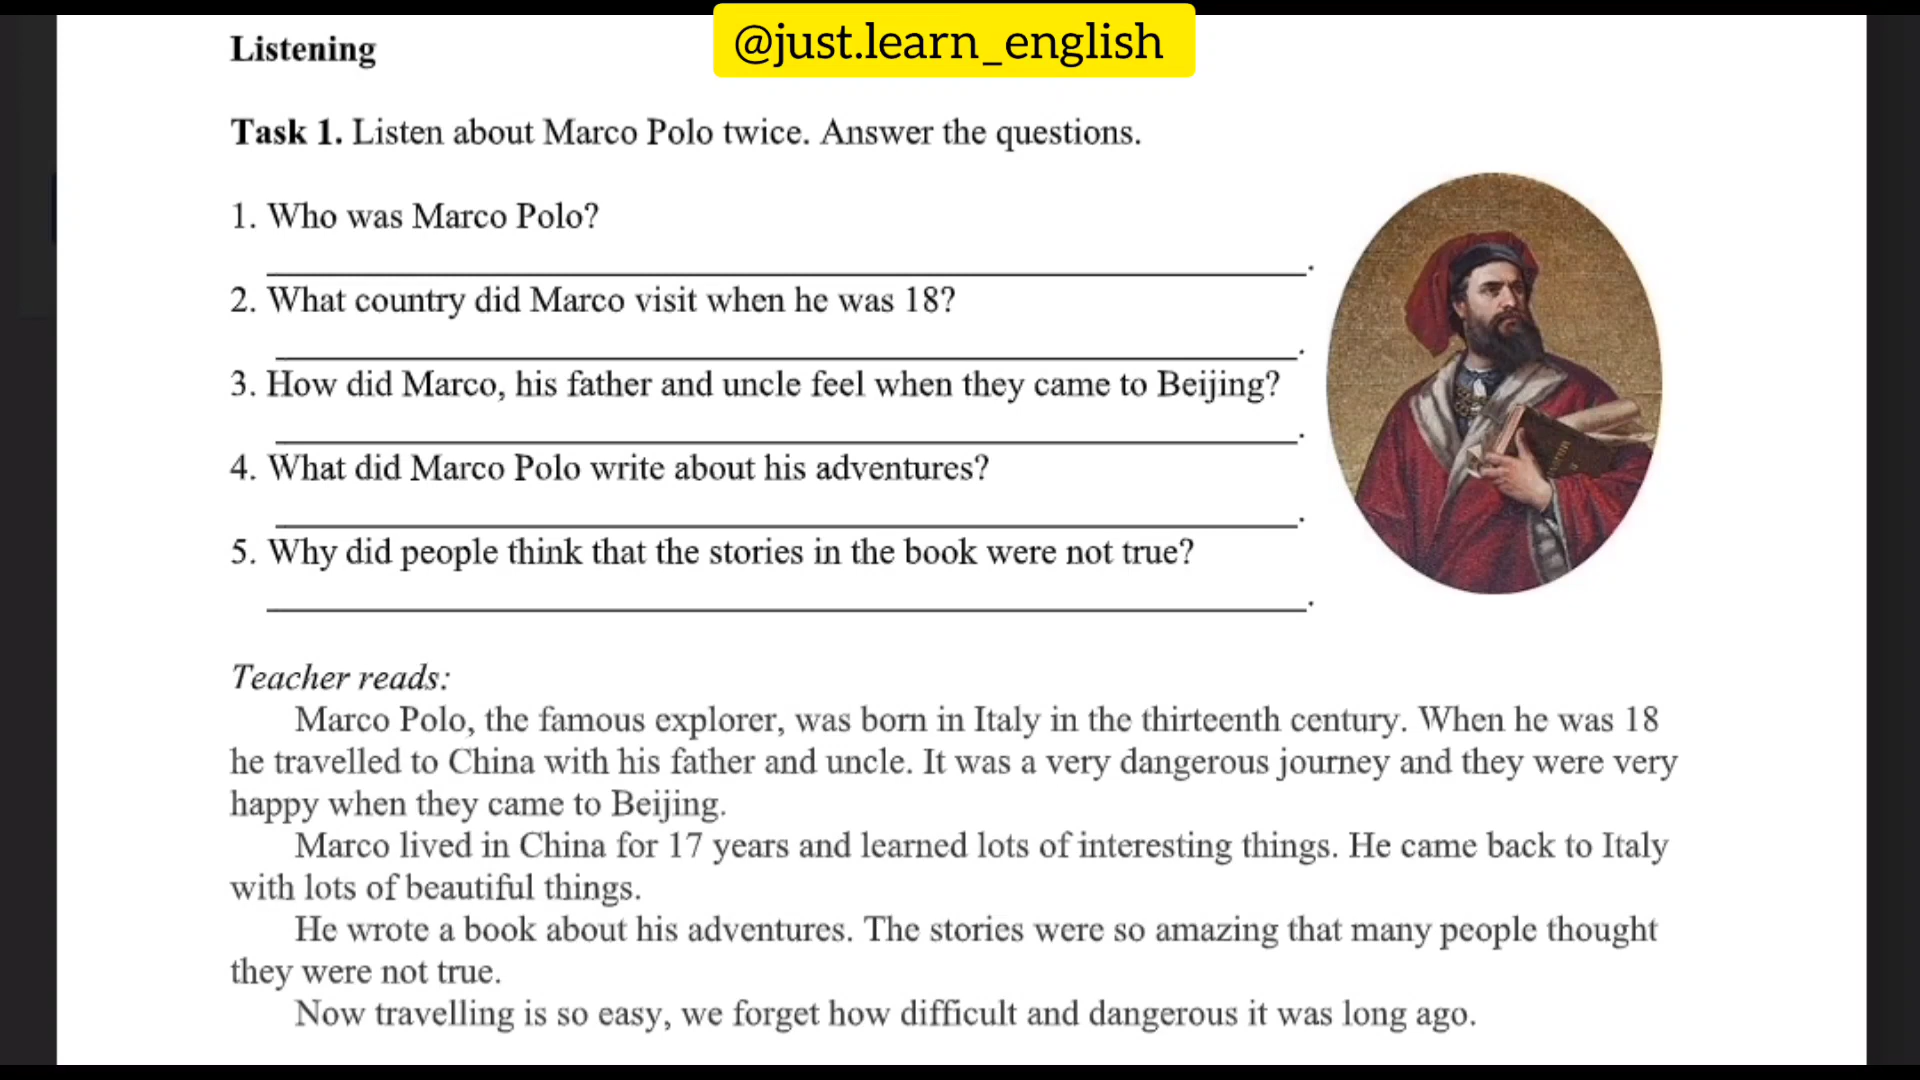 @just.learn_english
Listening
Task 1. Listen about Marco Polo twice. Answer the questions.
1. Who was Marco Polo?
2. What country did Marco visit when he was 18?
3. How did Marco, his father and uncle feel when they came to Beijing?
4. What did Marco Polo write about his adventures?
5. Why did people think that the stories in the book were not true?
Teacher reads:
Marco Polo, the famous explorer, was born in Italy in the thirteenth century. When he was 18
he travelled to China with his father and uncle. It was a very dangerous journey and they were very
happy when they came to Beijing.
Marco lived in China for 17 years and learned lots of interesting things. He came back to Italy
with lots of beautiful things.
He wrote a book about his adventures. The stories were so amazing that many people thought
they were not true.
Now travelling is so easy, we forget how difficult and dangerous it was long ago.